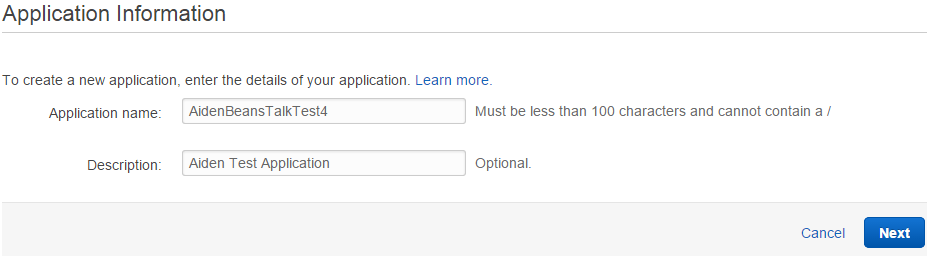 Application Information
To create a new application, enter the details of your application. Learn more.
Application name: AidenBeansTalkTest4 Must be less than 100 characters and cannot contain a /
Description: Aiden Test Application Optional.
Cancel Next